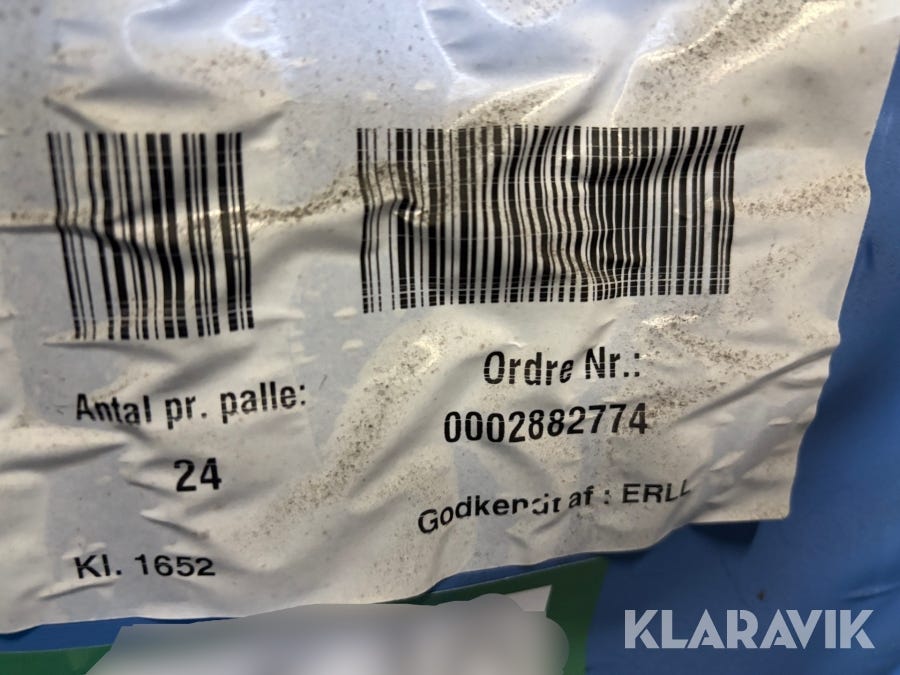 Antal pr. palle:
24
Kl. 1652
Ordre Nr.:
0002882774
Godkendt af : ERLL
KLARAVIK